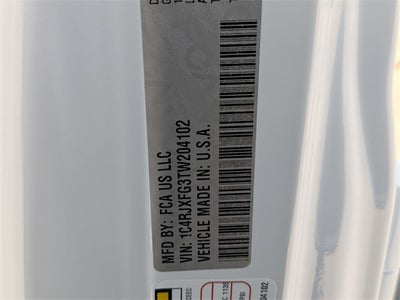 MFD BY: FCA US LLC
VIN: 1C4RJXFG3TW204102
VEHICLE MADE IN: U.S.A.